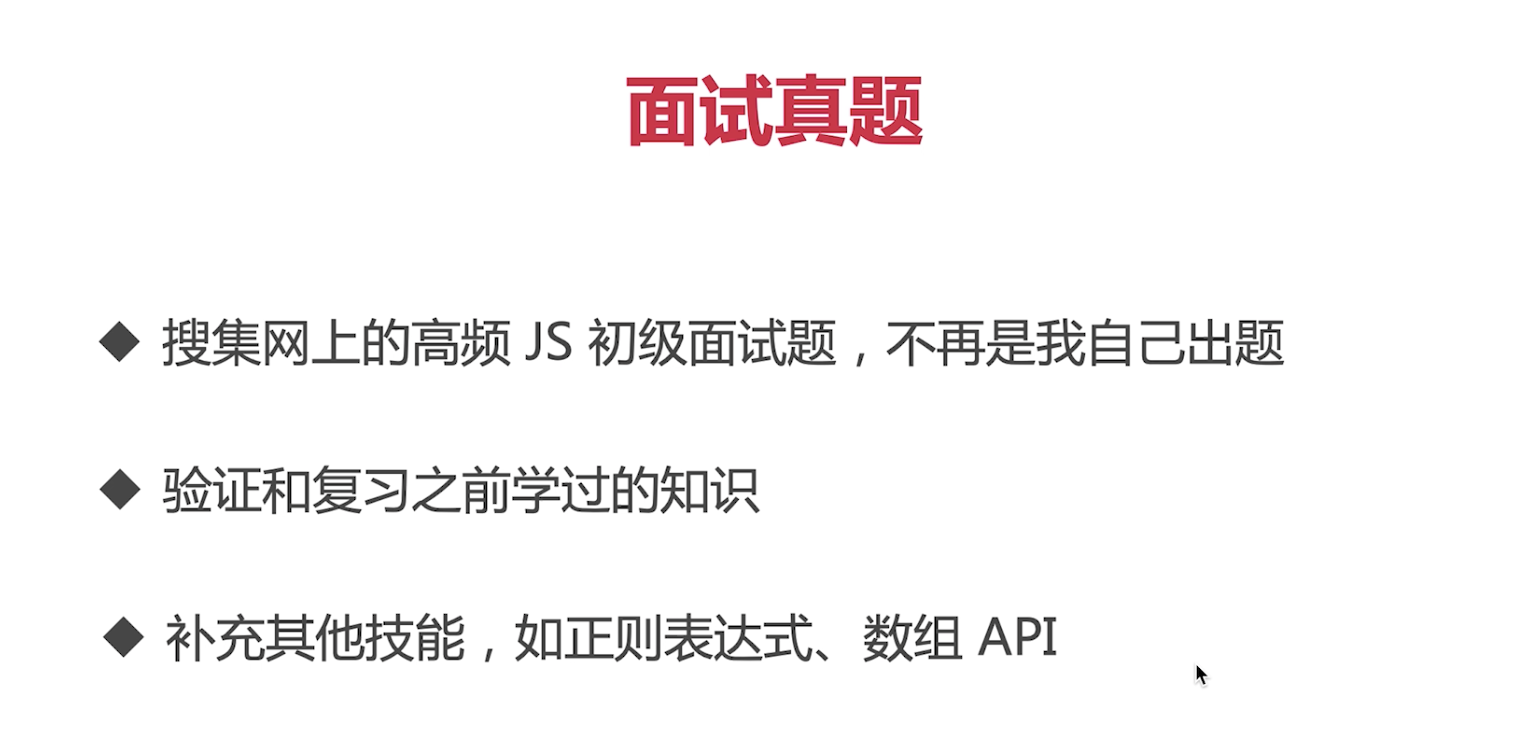 面试真题
◆ 搜集网上的高频 JS 初级面试题，不再是我自己出题
◆ 验证和复习之前学过的知识
◆ 补充其他技能，如正则表达式、数组 API